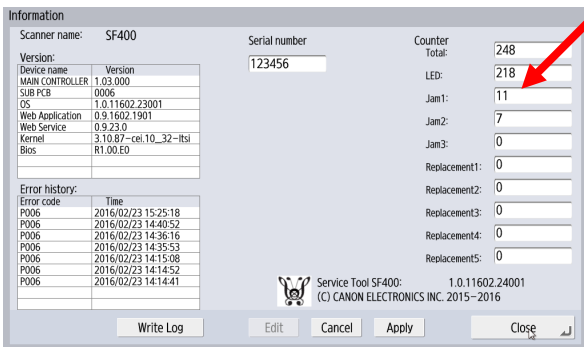 Information
Scanner name: SF400
Version:
Device name Version
MAIN CONTROLLER 1.03.000
SUB PCB 0006
OS 1.0.11602.23001
Web Application 0.9.1602.1901
Web Service 0.9.23.0
Kernel 3.10.87-cei.10_32-ltsi
Bios R1.00.E0
Error history:
Error code Time
P006 2016/02/23 15:25:18
P006 2016/02/23 14:40:52
P006 2016/02/23 14:36:16
P006 2016/02/23 14:35:53
P006 2016/02/23 14:15:08
P006 2016/02/23 14:14:52
P006 2016/02/23 14:14:41
Serial number
123456
Counter
Total: 248
LED: 218
Jam1: 11
Jam2: 7
Jam3: 0
Replacement1: 0
Replacement2: 0
Replacement3: 0
Replacement4: 0
Replacement5: 0
Service Tool SF400: 1.0.11602.24001
(C) CANON ELECTRONICS INC. 2015-2016
Write Log Edit Cancel Apply Close